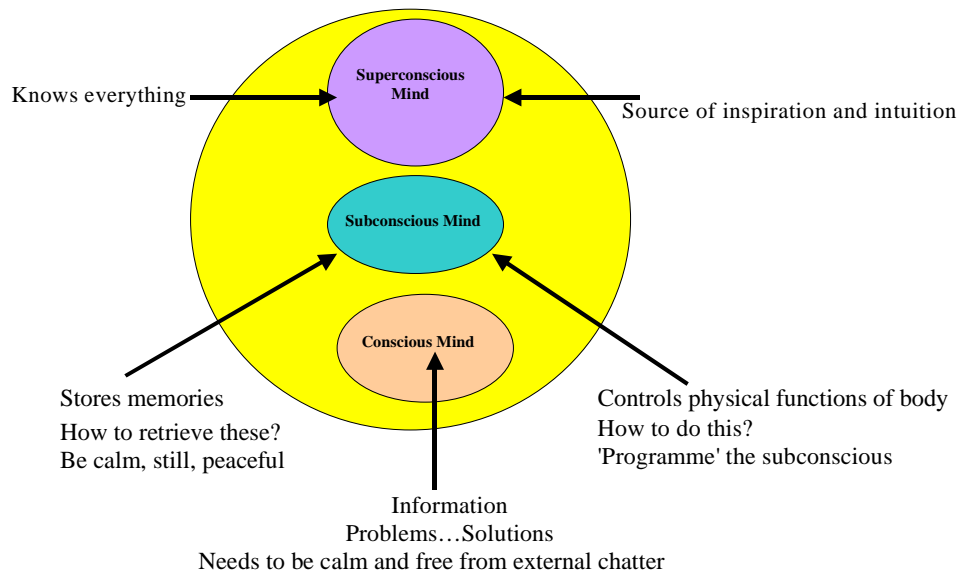 Superconscious
Mind
Knows everything
Source of inspiration and intuition
Subconscious Mind
Conscious Mind
Stores memories
How to retrieve these?
Be calm, still, peaceful
Controls physical functions of body
How to do this?
'Programme' the subconscious
Information
Problems…Solutions
Needs to be calm and free from external chatter